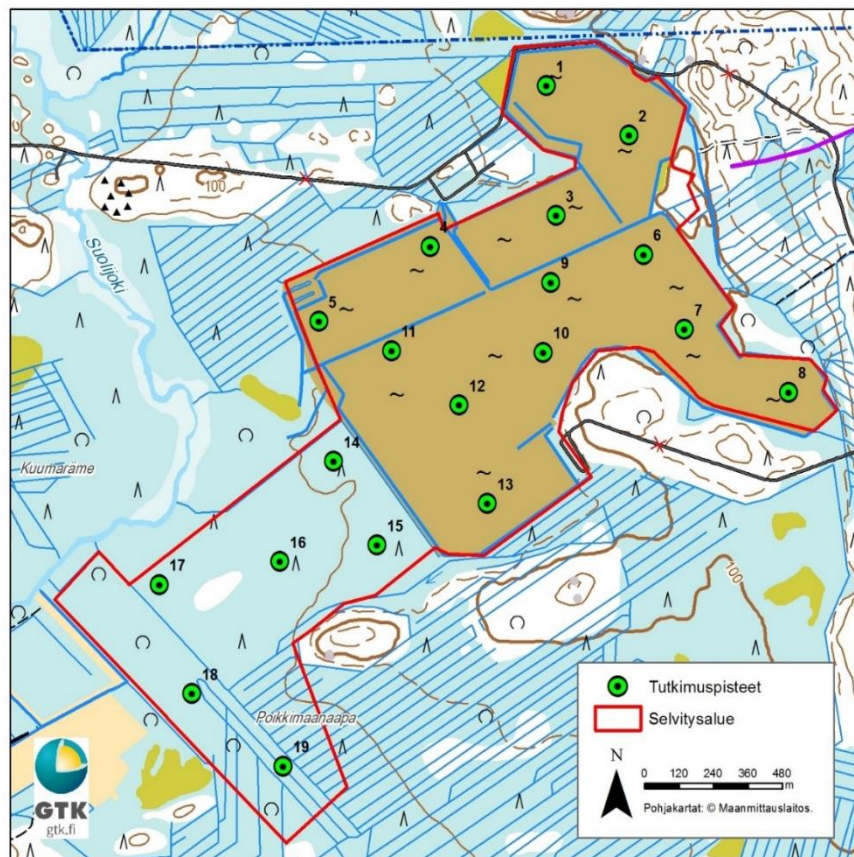 1
2
3
4
5
6
7
8
9
10
11
12
13
14
15
16
17
18
19
100
Suolijoki
Kuumaräme
100
Poikkimaanaapa
Tutkimuspisteet
Selvitysalue
N
0 120 240 360 480
m
Pohjakartat: © Maanmittauslaitos.
GTK
gtk.fi